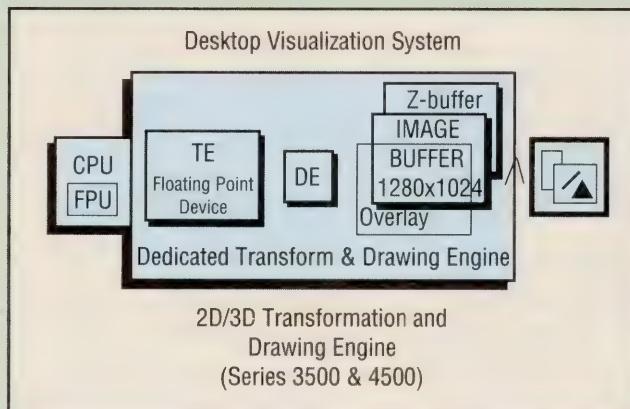 Desktop Visualization System
CPU
FPU
TE
Floating Point
Device
DE
Z-buffer
IMAGE
BUFFER
1280x1024
Overlay
Dedicated Transform & Drawing Engine
2D/3D Transformation and
Drawing Engine
(Series 3500 & 4500)